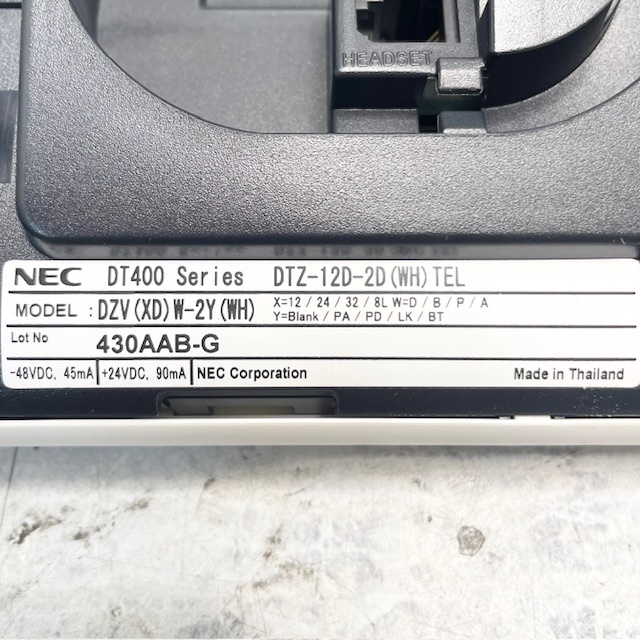 HEADSET
NEC DT400 Series DTZ-12D-2D(WH)TEL
MODEL : DZV(XD)W-2Y(WH) X=12 / 24 / 32 / 8L W=D / B / P / A
Y=Blank / PA / PD / LK / BT
Lot No 430AAB-G
-48VDC, 45mA +24VDC, 90mA NEC Corporation Made in Thailand